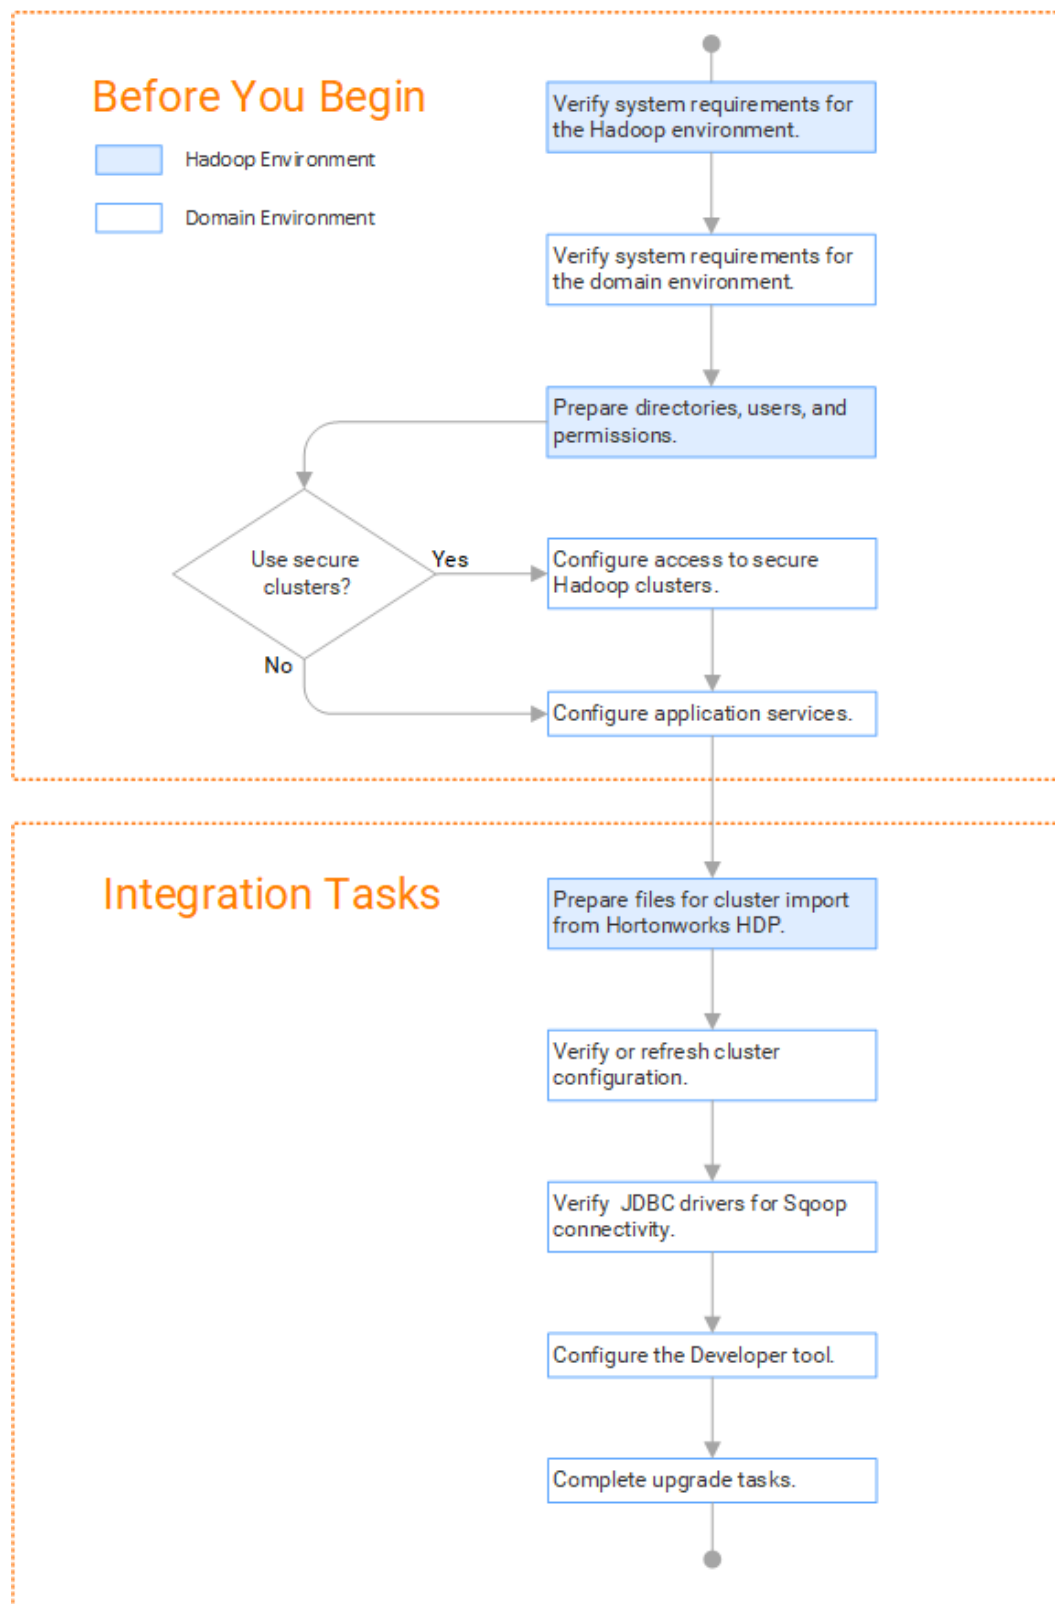 Before You Begin
Hadoop Environment
Domain Environment
Verify system requirements for
the Hadoop environment.
Verify system requirements for
the domain environment.
Prepare directories, users, and
permissions.
Use secure
clusters?
Yes
No
Configure access to secure
Hadoop clusters.
Configure application services.
Integration Tasks
Prepare files for cluster import
from Hortonworks HDP.
Verify or refresh cluster
configuration.
Verify JDBC drivers for Sqoop
connectivity.
Configure the Developer tool.
Complete upgrade tasks.